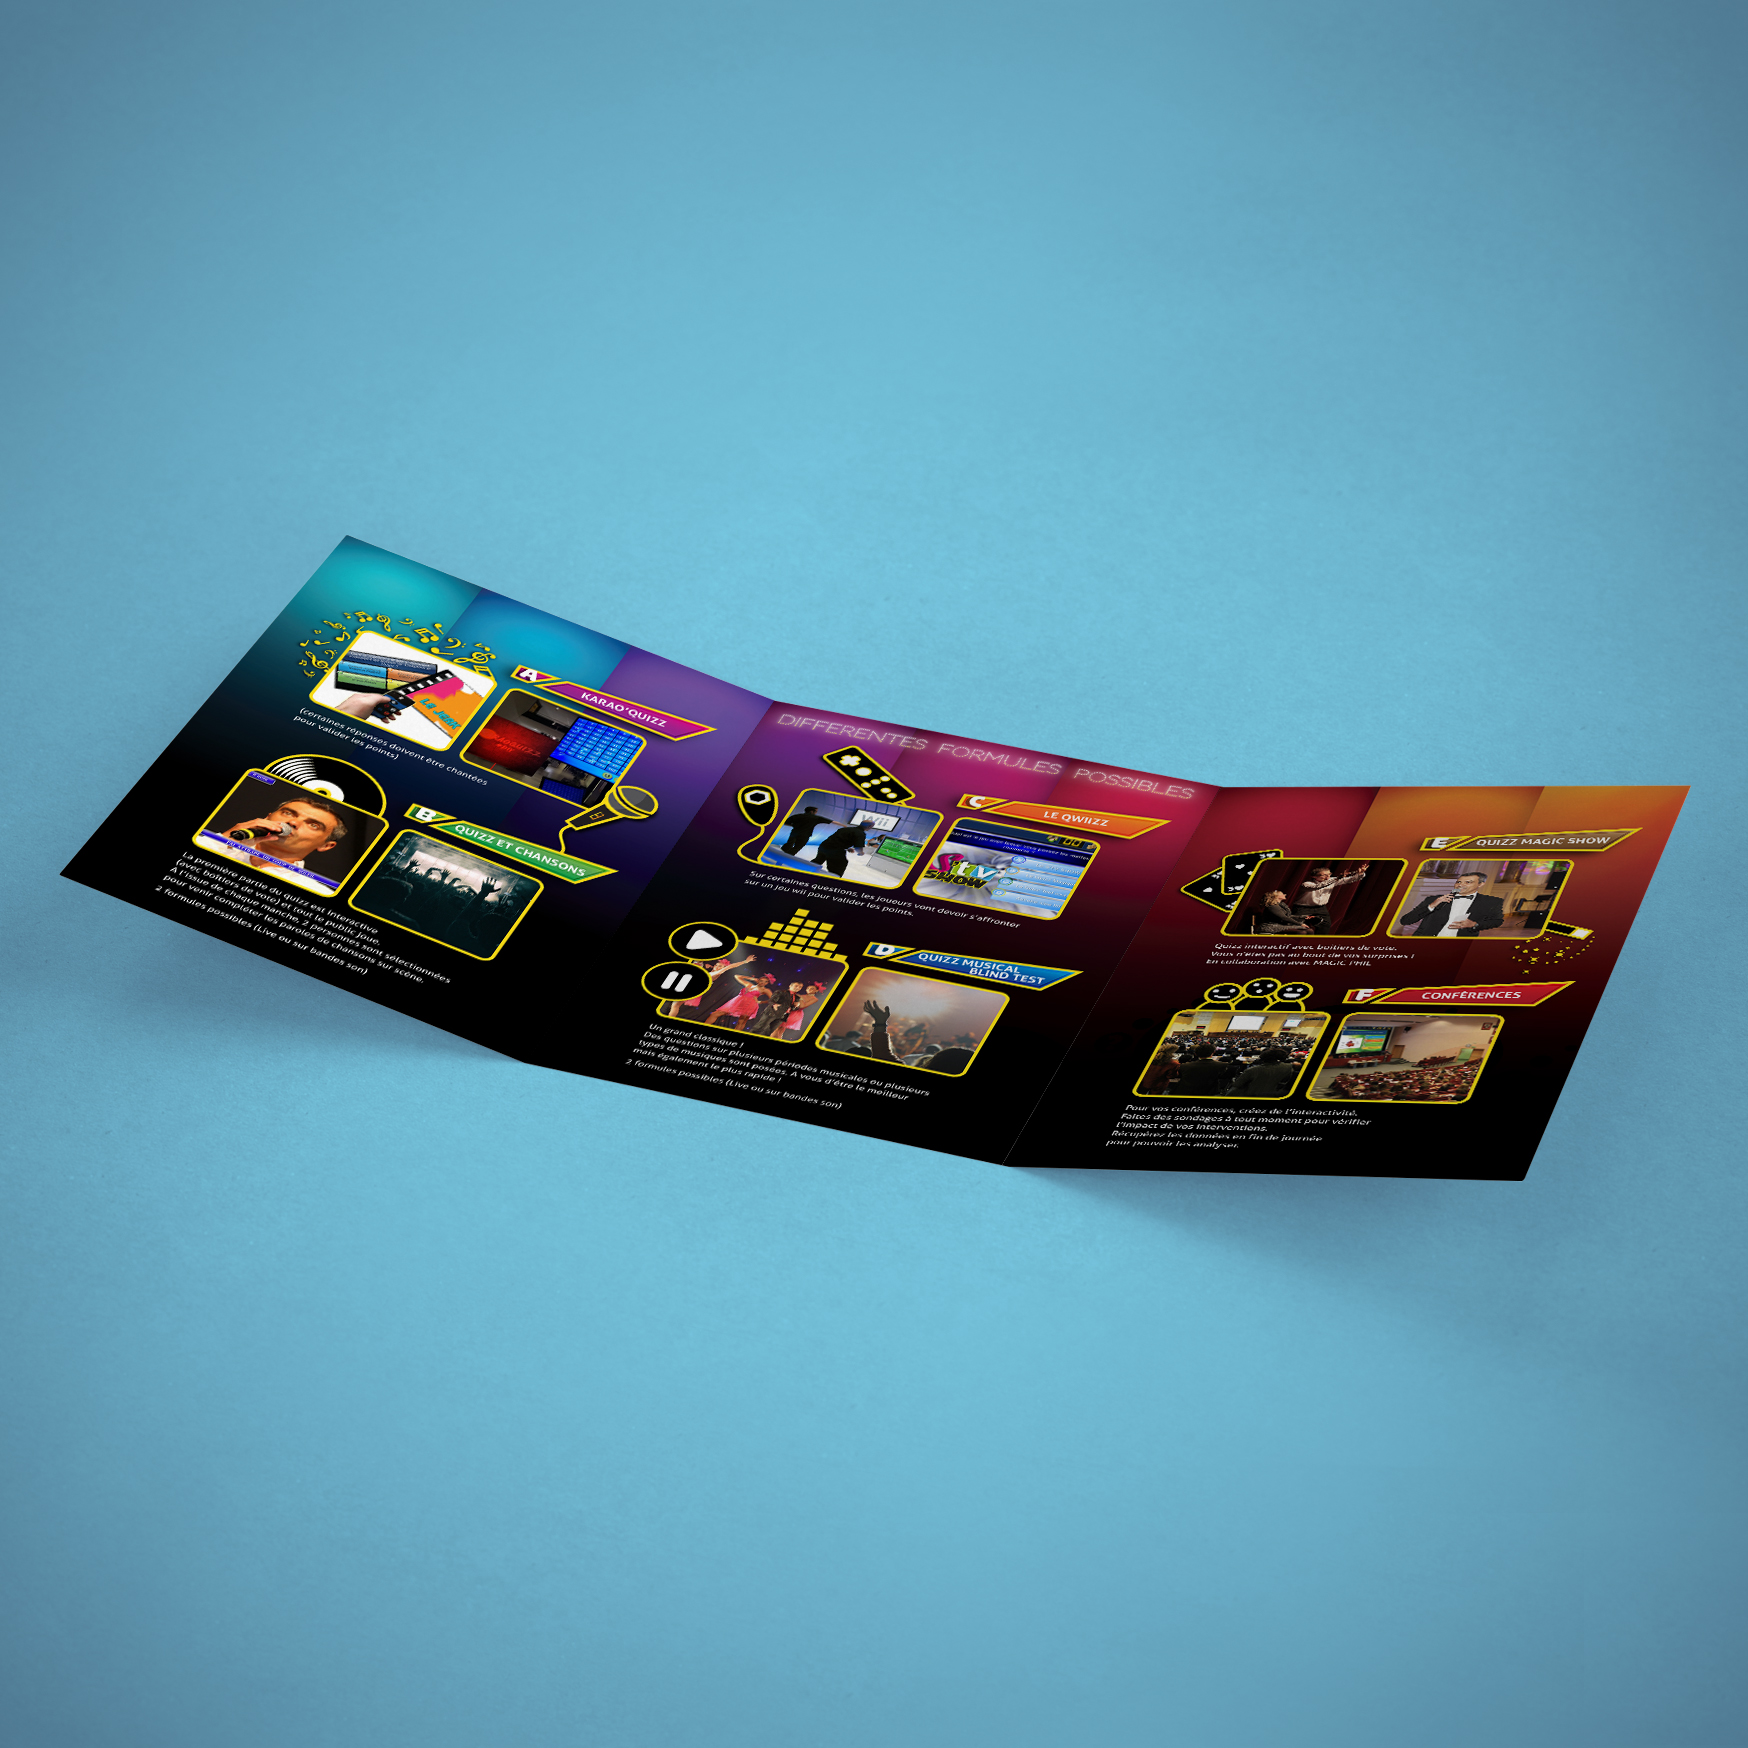 DIFFERENTES FORMULES POSSIBLES
A KARAO'QUIZZ
(certaines réponses doivent être chantées
pour valider les points)
B QUIZZ ET CHANSONS
La première partie du quizz est interactive
(avec boitiers de vote) et tout le public joue.
A l'issue de chaque manche, 2 personnes sont sélectionnées
pour venir compléter les paroles de chansons sur scène.
2 formules possibles (Live ou sur bandes son)
C LE QWIIZZ
Wii
Sur certaines questions, les joueurs vont devoir s'affronter
sur un jeu wii pour valider les points.
D QUIZZ MUSICAL
BLIND TEST
Un grand classique !
Des questions sur plusieurs périodes musicales ou plusieurs
types de musiques sont posées. A vous d'être le meilleur
mais également le plus rapide !
2 formules possibles (Live ou sur bandes son)
E QUIZZ MAGIC SHOW
Quizz interactif avec boitiers de vote.
Vous n'êtes pas au bout de vos surprises !
En collaboration avec MAGIC PHIL
F CONFÉRENCES
Pour vos conférences, créez de l'interactivité.
Faites des sondages à tout moment pour vérifier
l'impact de vos interventions.
Récupérez les données en fin de journée
pour pouvoir les analyser.